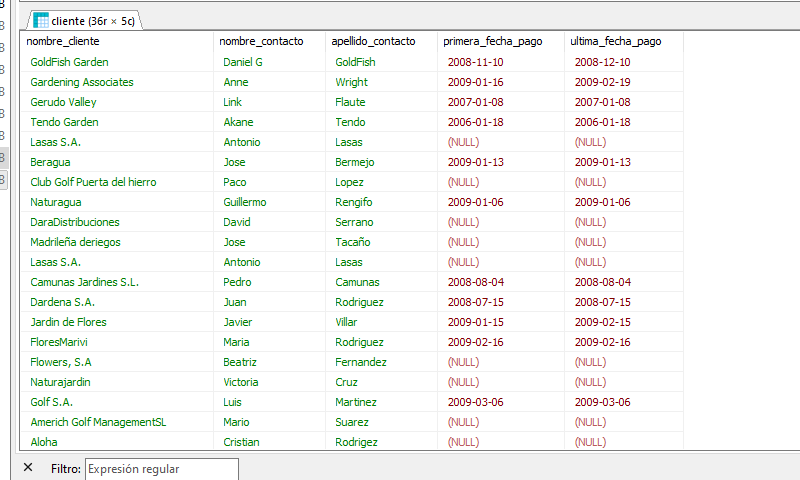 cliente (36r × 5c)
nombre_cliente nombre_contacto apellido_contacto primera_fecha_pago ultima_fecha_pago
GoldFish Garden Daniel G GoldFish 2008-11-10 2008-12-10
Gardening Associates Anne Wright 2009-01-16 2009-02-19
Gerudo Valley Link Flaute 2007-01-08 2007-01-08
Tendo Garden Akane Tendo 2006-01-18 2006-01-18
Lasas S.A. Antonio Lasas (NULL) (NULL)
Beragua Jose Bermejo 2009-01-13 2009-01-13
Club Golf Puerta del hierro Paco Lopez (NULL) (NULL)
Naturagua Guillermo Rengifo 2009-01-06 2009-01-06
DaraDistribuciones David Serrano (NULL) (NULL)
Madrileña deriegos Jose Tacaño (NULL) (NULL)
Lasas S.A. Antonio Lasas (NULL) (NULL)
Camunas Jardines S.L. Pedro Camunas 2008-08-04 2008-08-04
Dardena S.A. Juan Rodriguez 2008-07-15 2008-07-15
Jardin de Flores Javier Villar 2009-01-15 2009-02-15
FloresMarivi Maria Rodriguez 2009-02-16 2009-02-16
Flowers, S.A Beatriz Fernandez (NULL) (NULL)
Naturajardin Victoria Cruz (NULL) (NULL)
Golf S.A. Luis Martinez 2009-03-06 2009-03-06
Americh Golf ManagementSL Mario Suarez (NULL) (NULL)
Aloha Cristian Rodrigez (NULL) (NULL)
× Filtro: Expresión regular